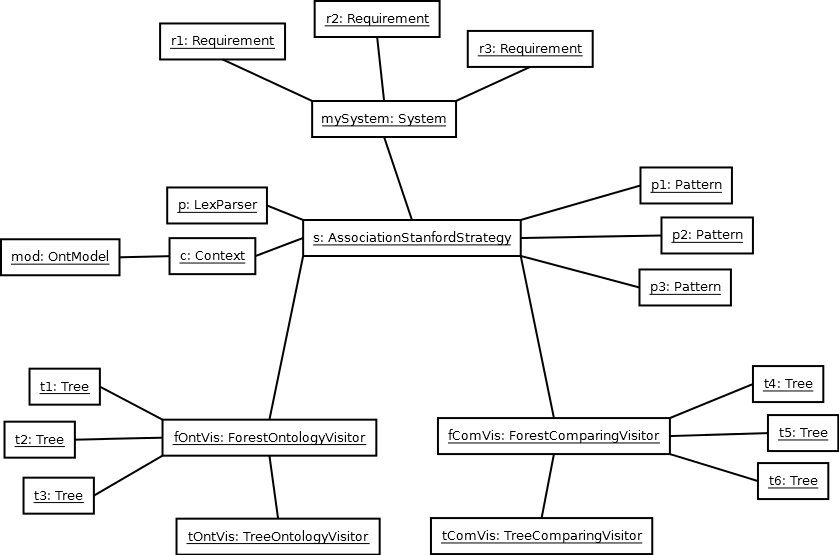 r2: Requirement
r1: Requirement
r3: Requirement
mySystem: System
p1: Pattern
p: LexParser
p2: Pattern
s: AssociationStanfordStrategy
mod: OntModel
c: Context
p3: Pattern
t1: Tree
t4: Tree
t2: Tree
fOntVis: ForestOntologyVisitor
fComVis: ForestComparingVisitor
t5: Tree
t3: Tree
t6: Tree
tOntVis: TreeOntologyVisitor
tComVis: TreeComparingVisitor